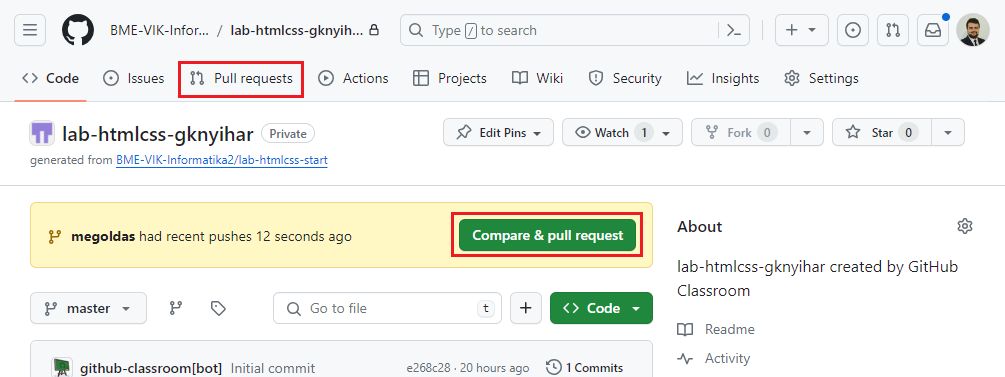 BME-VIK-Infor... / lab-htmlcss-gknyih...
Type / to search
Code Issues Pull requests Actions Projects Wiki Security Insights Settings
lab-htmlcss-gknyihar Private
Edit Pins Watch 1 Fork 0 Star 0
generated from BME-VIK-Informatika2/lab-htmlcss-start
megoldas had recent pushes 12 seconds ago Compare & pull request
master Go to file t + Code
github-classroom[bot] Initial commit e268c28 · 20 hours ago 1 Commits
About
lab-htmlcss-gknyihar created by GitHub
Classroom
Readme
Activity